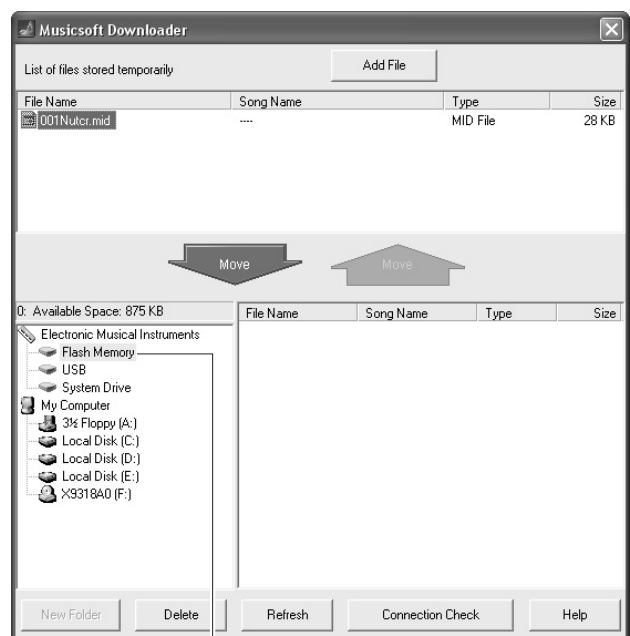 Musicsoft Downloader
List of files stored temporarily
Add File
File Name Song Name Type Size
001Nutcr.mid ---- MID File 28 KB
Move Move
0: Available Space: 875 KB
File Name Song Name Type Size
Electronic Musical Instruments
Flash Memory
USB
System Drive
My Computer
3½ Floppy (A:)
Local Disk (C:)
Local Disk (D:)
Local Disk (E:)
X9318A0 (F:)
New Folder Delete Refresh Connection Check Help